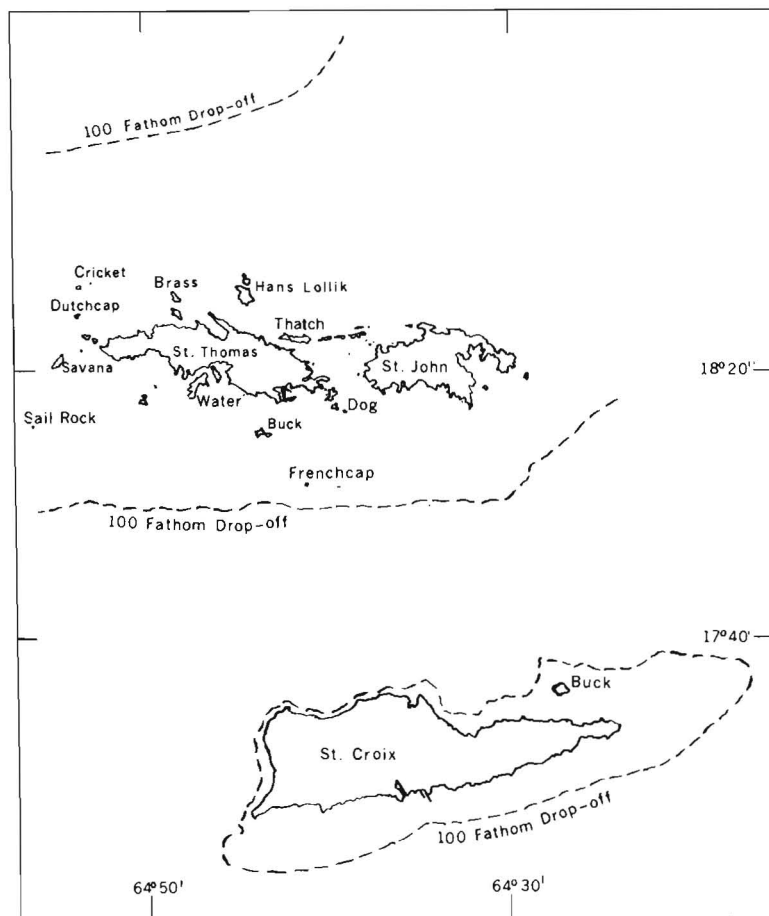 100 Fathom Drop-off
Cricket
Brass
Hans Lollik
Dutchcap
Thatch
St. Thomas
St. John
Savana
18°20'
Water
Dog
Sail Rock
Buck
Frenchcap
100 Fathom Drop-off
17°40'
Buck
St. Croix
100 Fathom Drop-off
64°50'
64°30'